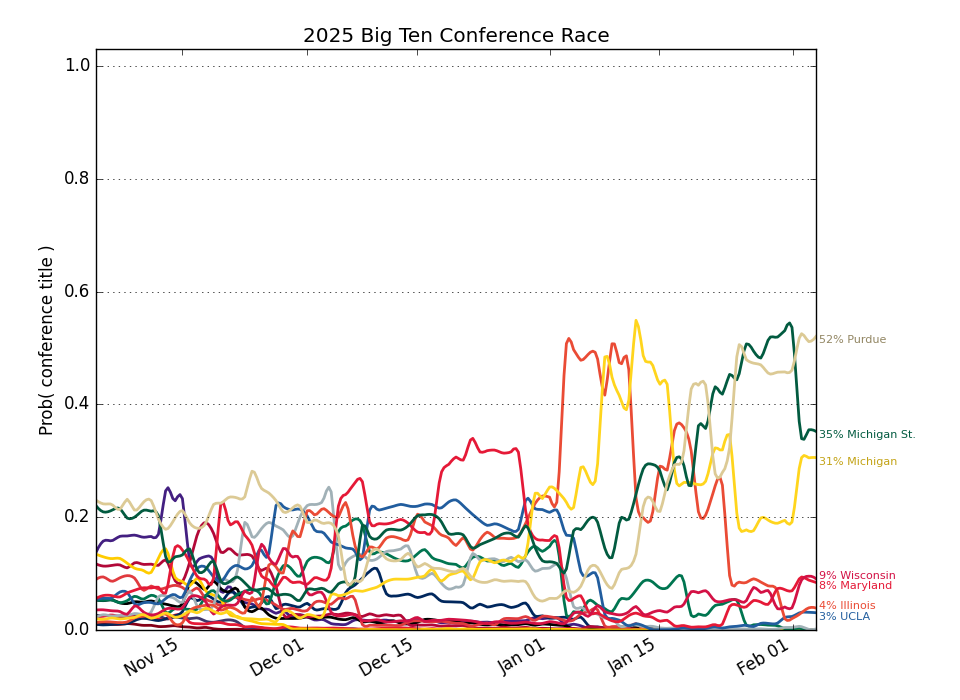 2025 Big Ten Conference Race
Prob( conference title )
1.0
0.8
0.6
0.4
0.2
0.0
52% Purdue
35% Michigan St.
31% Michigan
9% Wisconsin
8% Maryland
4% Illinois
3% UCLA
Nov 15
Dec 01
Dec 15
Jan 01
Jan 15
Feb 01